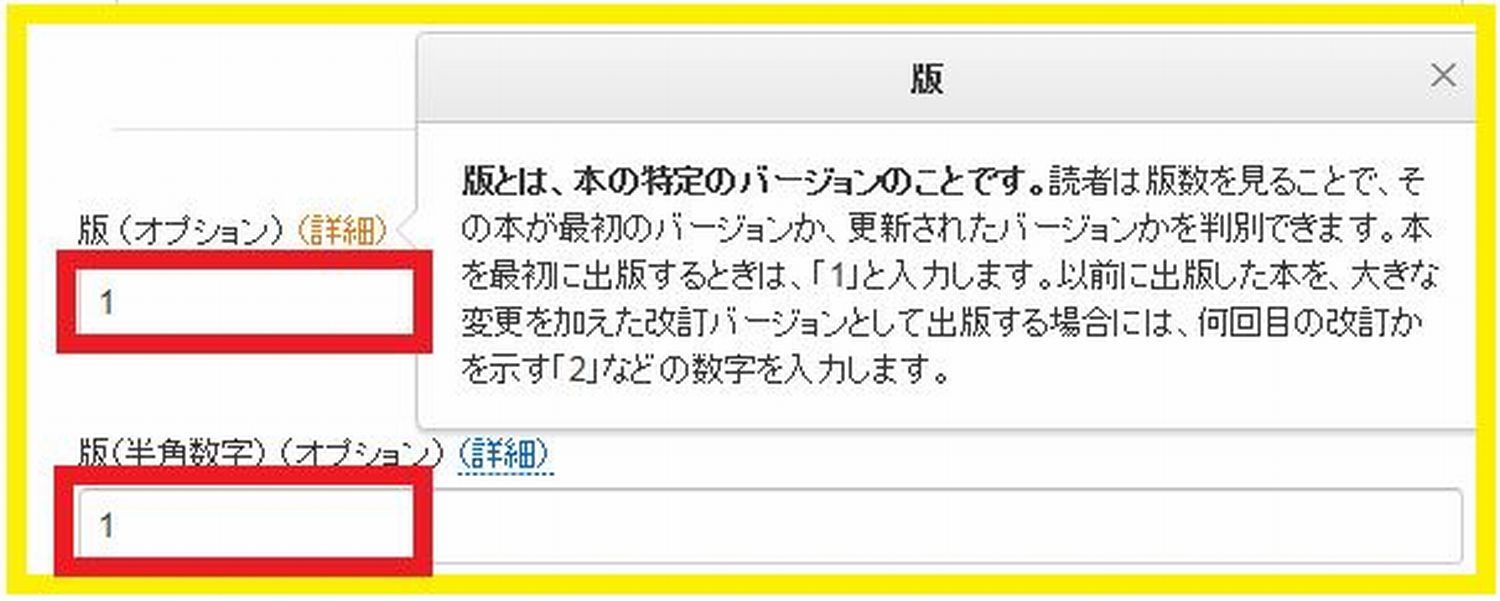 版
×
版とは、本の特定のバージョンのことです。読者は版数を見ることで、そ
の本が最初のバージョンか、更新されたバージョンかを判別できます。本
を最初に出版するときは、「1」と入力します。以前に出版した本を、大きな
変更を加えた改訂バージョンとして出版する場合には、何回目の改訂か
を示す「2」などの数字を入力します。
版（オプション）（詳細）
1
版（半角数字）（オプション）（詳細）
1